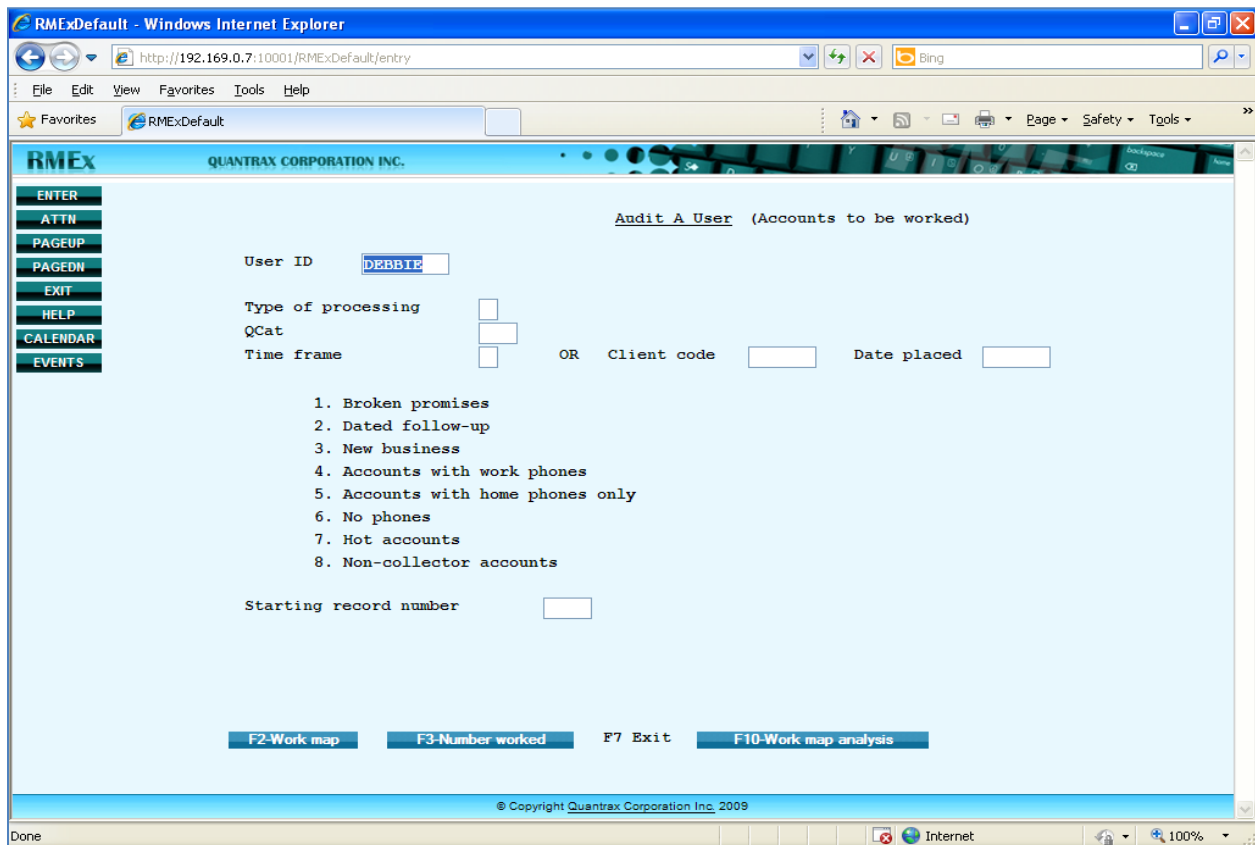 RMExDefault - Windows Internet Explorer
http://192.169.0.7:10001/RMExDefault/entry
Bing
File Edit View Favorites Tools Help
Favorites RMExDefault Page Safety Tools »
RMEx QUANTRAX CORPORATION INC.
backspace
home
ENTER
ATTN
PAGEUP
PAGEDN
EXIT
HELP
CALENDAR
EVENTS
Audit A User (Accounts to be worked)
User ID DEBBIE
Type of processing
QCat
Time frame OR Client code Date placed
1. Broken promises
2. Dated follow-up
3. New business
4. Accounts with work phones
5. Accounts with home phones only
6. No phones
7. Hot accounts
8. Non-collector accounts
Starting record number
F2-Work map F3-Number worked F7 Exit F10-Work map analysis
© Copyright Quantrax Corporation Inc. 2009
Done Internet 100%